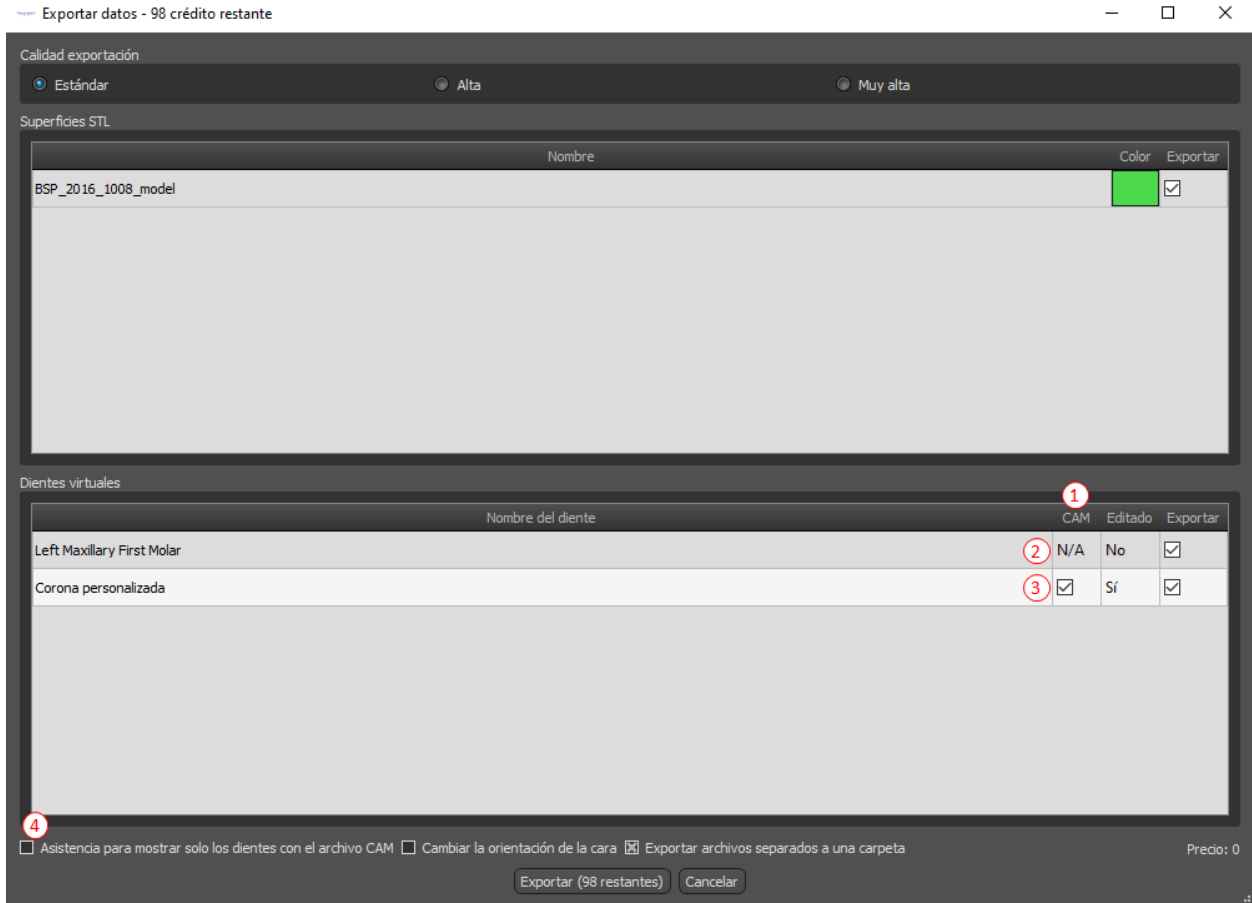 Exportar datos - 98 crédito restante
Calidad exportación
Estándar Alta Muy alta
Superficies STL
Nombre Color Exportar
BSP_2016_1008_model
Dientes virtuales
1
Nombre del diente CAM Editado Exportar
Left Maxillary First Molar 2 N/A No
Corona personalizada 3 Sí
4
Asistencia para mostrar solo los dientes con el archivo CAM Cambiar la orientación de la cara Exportar archivos separados a una carpeta Precio: 0
Exportar (98 restantes) Cancelar